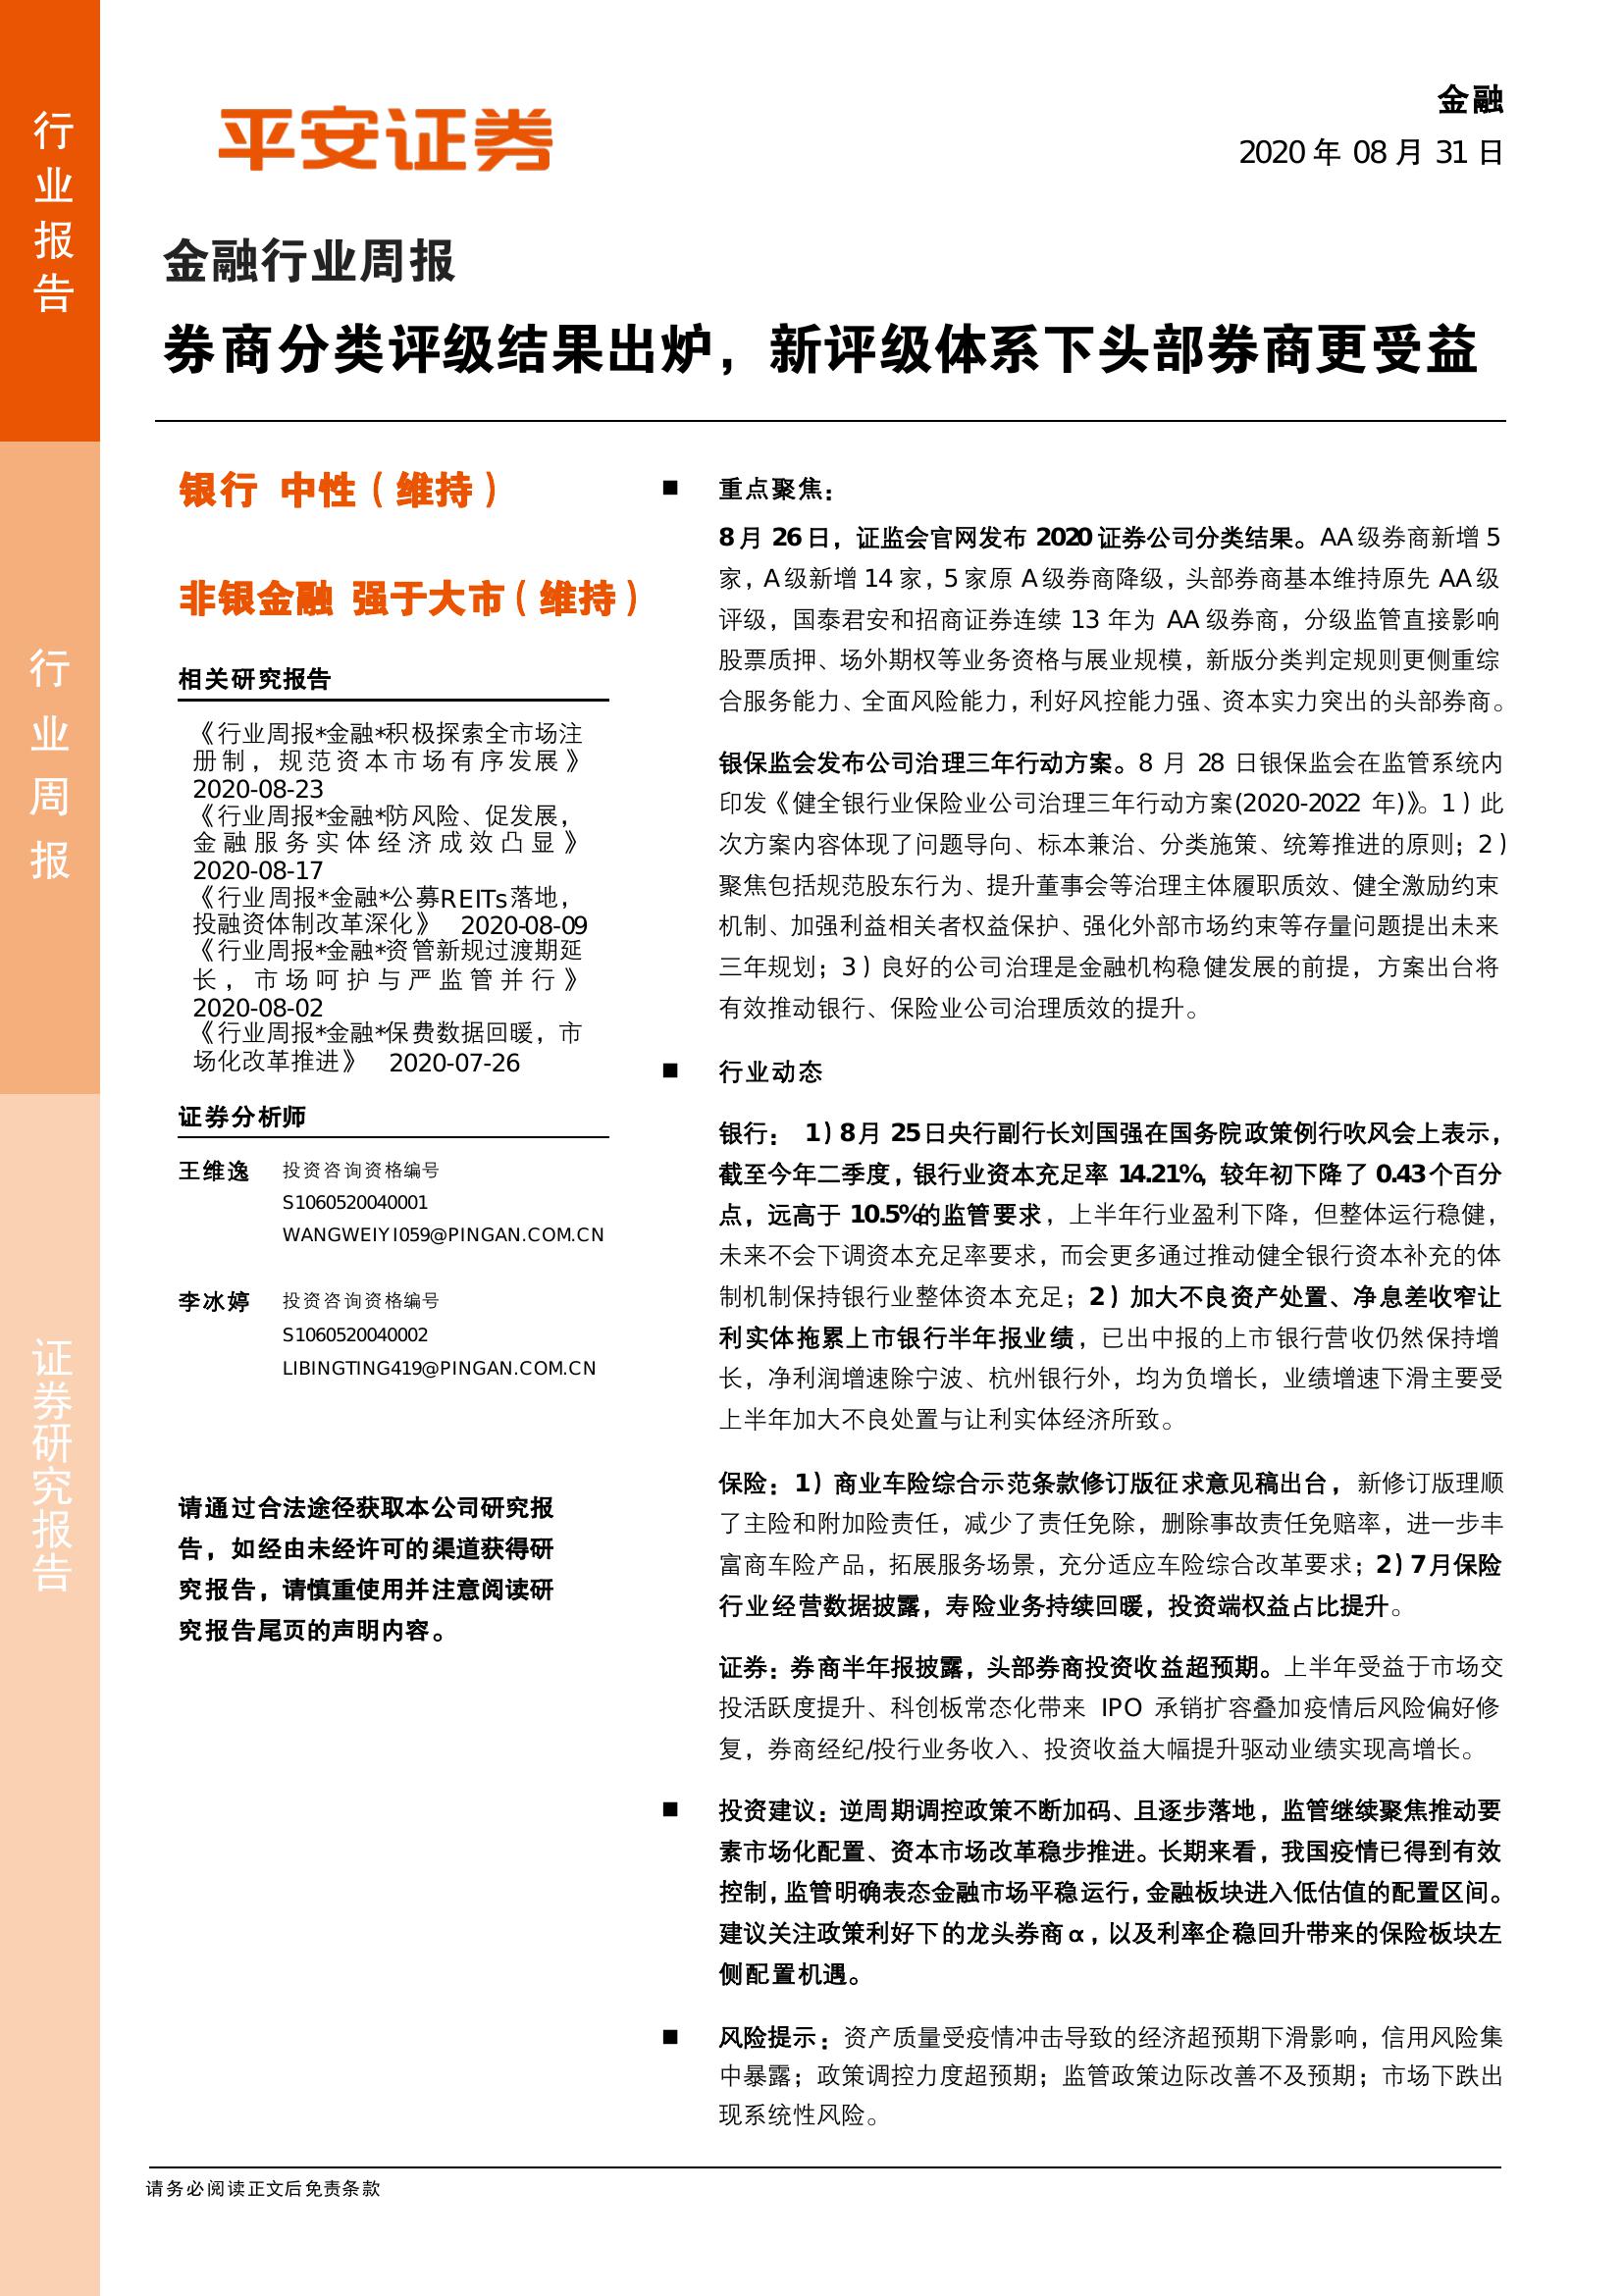 行业报告
行业周报
证券研究报告
平安证券
金融
2020 年 08 月 31 日
金融行业周报
券商分类评级结果出炉，新评级体系下头部券商更受益
银行 中性（维持）
非银金融 强于大市（维持）
相关研究报告
《行业周报*金融*积极探索全市场注
册制，规范资本市场有序发展》
2020-08-23
《行业周报*金融*防风险、促发展，
金融服务实体经济成效凸显》
2020-08-17
《行业周报*金融*公募REITs落地，
投融资体制改革深化》 2020-08-09
《行业周报*金融*资管新规过渡期延
长，市场呵护与严监管并行》
2020-08-02
《行业周报*金融*保费数据回暖，市
场化改革推进》 2020-07-26
证券分析师
王维逸 投资咨询资格编号
S1060520040001
WANGWEIYI059@PINGAN.COM.CN
李冰婷 投资咨询资格编号
S1060520040002
LIBINGTING419@PINGAN.COM.CN
请通过合法途径获取本公司研究报
告，如经由未经许可的渠道获得研
究报告，请慎重使用并注意阅读研
究报告尾页的声明内容。
■ 重点聚焦：
8 月 26 日，证监会官网发布 2020 证券公司分类结果。AA 级券商新增 5
家，A 级新增 14 家，5 家原 A 级券商降级，头部券商基本维持原先 AA 级
评级，国泰君安和招商证券连续 13 年为 AA 级券商，分级监管直接影响
股票质押、场外期权等业务资格与展业规模，新版分类判定规则更侧重综
合服务能力、全面风险能力，利好风控能力强、资本实力突出的头部券商。
银保监会发布公司治理三年行动方案。8 月 28 日银保监会在监管系统内
印发《健全银行业保险业公司治理三年行动方案(2020-2022 年)》。1）此
次方案内容体现了问题导向、标本兼治、分类施策、统筹推进的原则；2）
聚焦包括规范股东行为、提升董事会等治理主体履职质效、健全激励约束
机制、加强利益相关者权益保护、强化外部市场约束等存量问题提出未来
三年规划；3）良好的公司治理是金融机构稳健发展的前提，方案出台将
有效推动银行、保险业公司治理质效的提升。
■ 行业动态
银行： 1）8 月 25 日央行副行长刘国强在国务院政策例行吹风会上表示，
截至今年二季度，银行业资本充足率 14.21%，较年初下降了 0.43 个百分
点，远高于 10.5%的监管要求，上半年行业盈利下降，但整体运行稳健，
未来不会下调资本充足率要求，而会更多通过推动健全银行资本补充的体
制机制保持银行业整体资本充足；2）加大不良资产处置、净息差收窄让
利实体拖累上市银行半年报业绩，已出中报的上市银行营收仍然保持增
长，净利润增速除宁波、杭州银行外，均为负增长，业绩增速下滑主要受
上半年加大不良处置与让利实体经济所致。
保险：1）商业车险综合示范条款修订版征求意见稿出台，新修订版理顺
了主险和附加险责任，减少了责任免除，删除事故责任免赔率，进一步丰
富商车险产品，拓展服务场景，充分适应车险综合改革要求；2）7 月保险
行业经营数据披露，寿险业务持续回暖，投资端权益占比提升。
证券：券商半年报披露，头部券商投资收益超预期。上半年受益于市场交
投活跃度提升、科创板常态化带来 IPO 承销扩容叠加疫情后风险偏好修
复，券商经纪/投行业务收入、投资收益大幅提升驱动业绩实现高增长。
■ 投资建议：逆周期调控政策不断加码、且逐步落地，监管继续聚焦推动要
素市场化配置、资本市场改革稳步推进。长期来看，我国疫情已得到有效
控制，监管明确表态金融市场平稳运行，金融板块进入低估值的配置区间。
建议关注政策利好下的龙头券商 α，以及利率企稳回升带来的保险板块左
侧配置机遇。
■ 风险提示：资产质量受疫情冲击导致的经济超预期下滑影响，信用风险集
中暴露；政策调控力度超预期；监管政策边际改善不及预期；市场下跌出
现系统性风险。
请务必阅读正文后免责条款